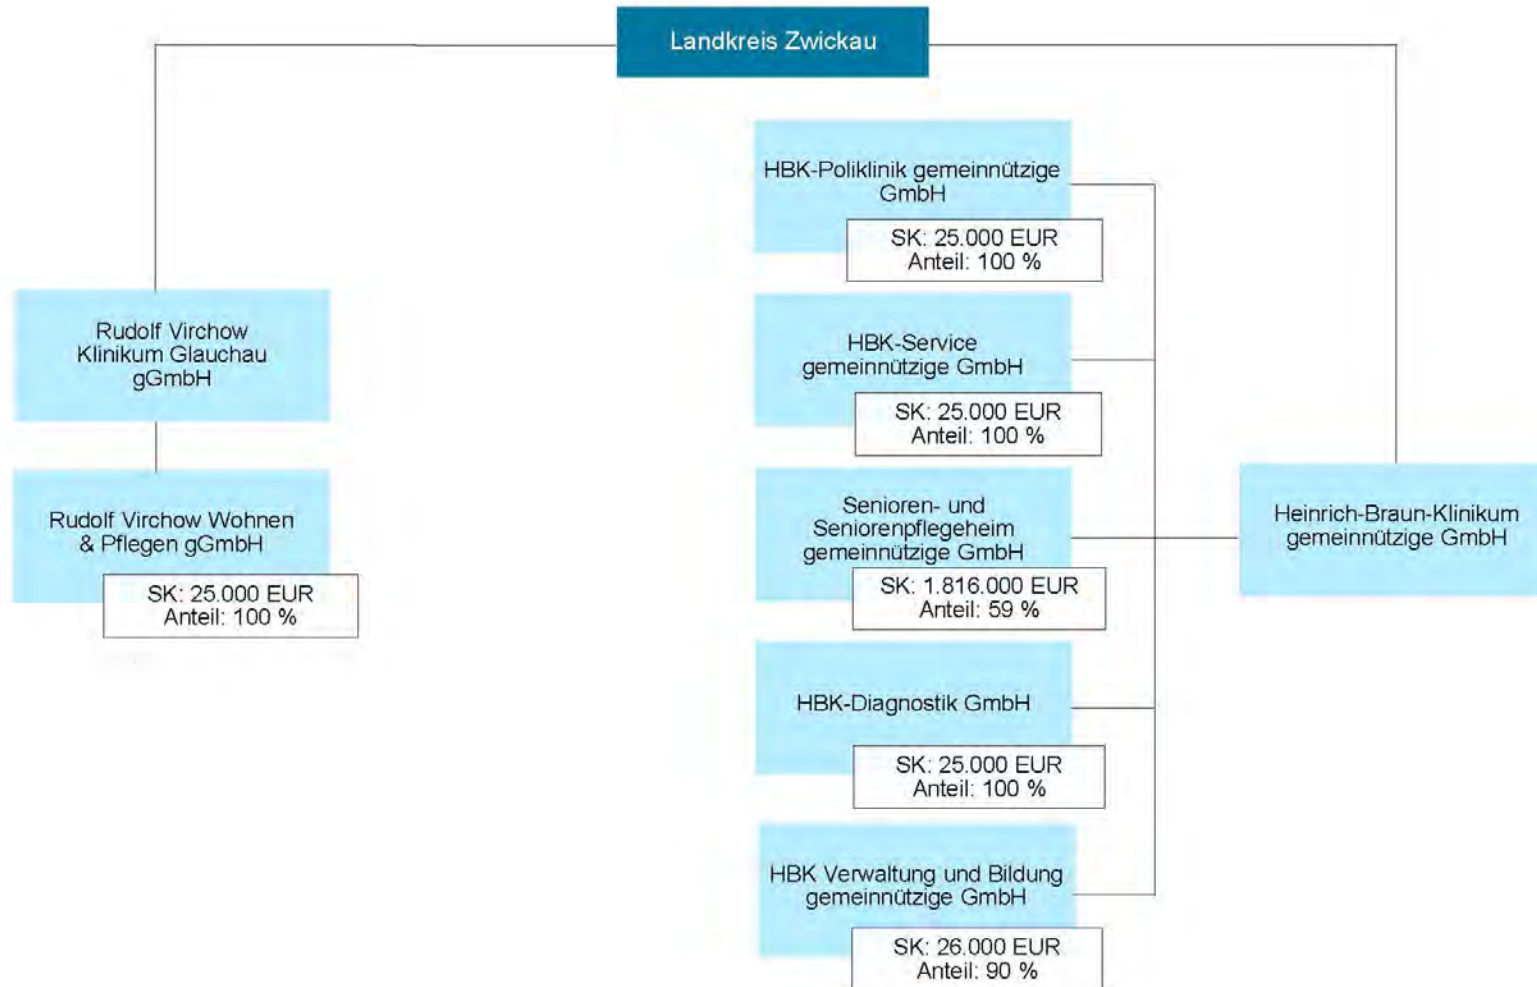 Landkreis Zwickau
HBK-Poliklinik gemeinnützige
GmbH
SK: 25.000 EUR
Anteil: 100 %
Rudolf Virchow
Klinikum Glauchau
gGmbH
HBK-Service
gemeinnützige GmbH
SK: 25.000 EUR
Anteil: 100 %
Rudolf Virchow Wohnen
& Pflegen gGmbH
SK: 25.000 EUR
Anteil: 100 %
Senioren- und
Seniorenpflegeheim
gemeinnützige GmbH
SK: 1.816.000 EUR
Anteil: 59 %
Heinrich-Braun-Klinikum
gemeinnützige GmbH
HBK-Diagnostik GmbH
SK: 25.000 EUR
Anteil: 100 %
HBK Verwaltung und Bildung
gemeinnützige GmbH
SK: 26.000 EUR
Anteil: 90 %